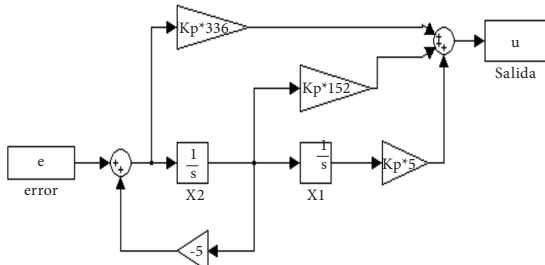 Kp*336
+
+
+
u
Salida
Kp*152
e
error
+
+
1
s
X2
1
s
X1
Kp*5
-5